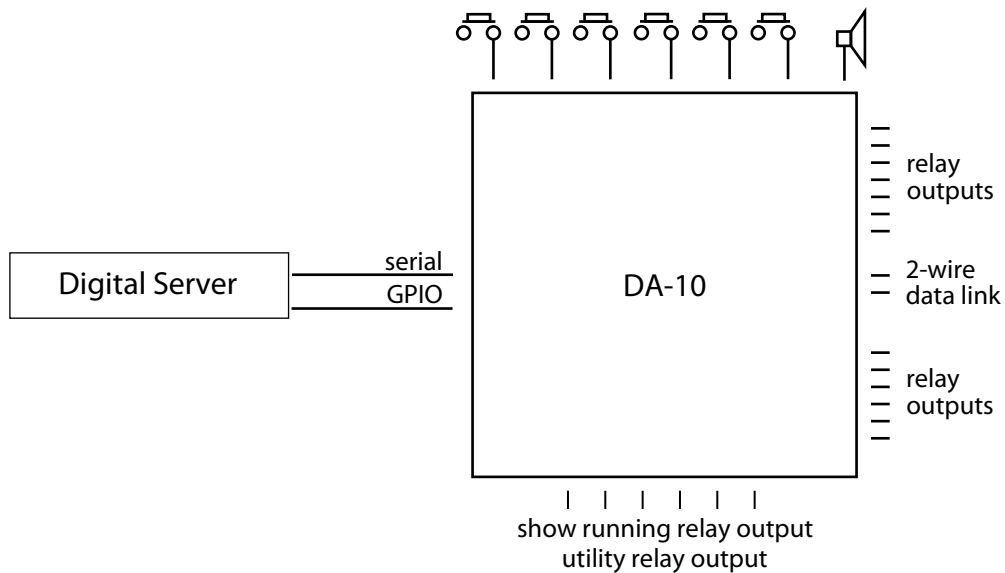 relay
outputs
serial
GPIO
Digital Server
DA-10
2-wire
data link
relay
outputs
show running relay output
utility relay output